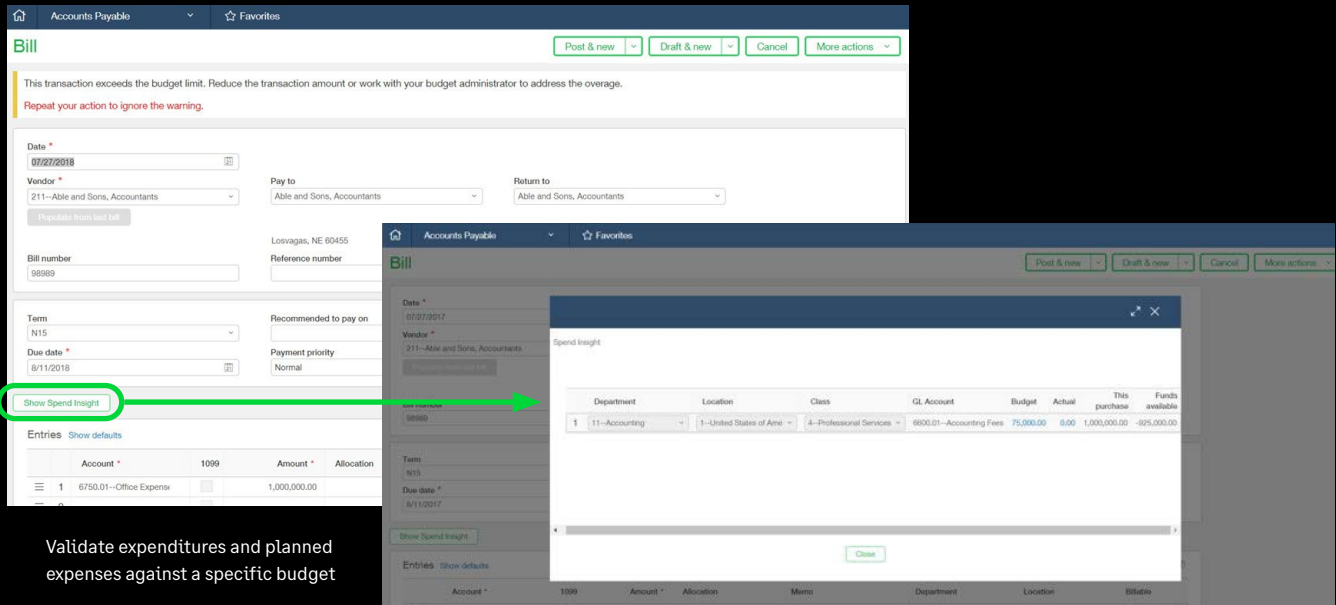 Accounts Payable Favorites
Bill Post & new Draft & new Cancel More actions
This transaction exceeds the budget limit. Reduce the transaction amount or work with your budget administrator to address the overage.
Repeat your action to ignore the warning.
Date *
07/27/2018
Vendor * Pay to Return to
211--Able and Sons, Accountants Able and Sons, Accountants Able and Sons, Accountants
Populate from last bill
Losvagas, NE 60455
Bill number Reference number
98989
Term Recommended to pay on
N15
Due date * Payment priority
8/11/2018 Normal
Show Spend Insight
Entries Show defaults
Account * 1099 Amount * Allocation
1 6750.01--Office Expense 1,000,000.00
Accounts Payable Favorites
Bill Post & new Draft & new Cancel More actions
Date *
07/27/2017
Vendor *
211--Able and Sons, Accountants
Populate from last bill
Bill number
98989
Term
N15
Due date *
8/11/2017
Show Spend Insight
Entries Show defaults
Account * 1099 Amount * Allocation Memo Department Location Billable
Spend Insight
Department Location Class GL Account Budget Actual This purchase Funds available
1 11--Accounting 1--United States of Ame 4--Professional Services 6600.01--Accounting Fees 75,000.00 0.00 1,000,000.00 -925,000.00
Close
Validate expenditures and planned
expenses against a specific budget